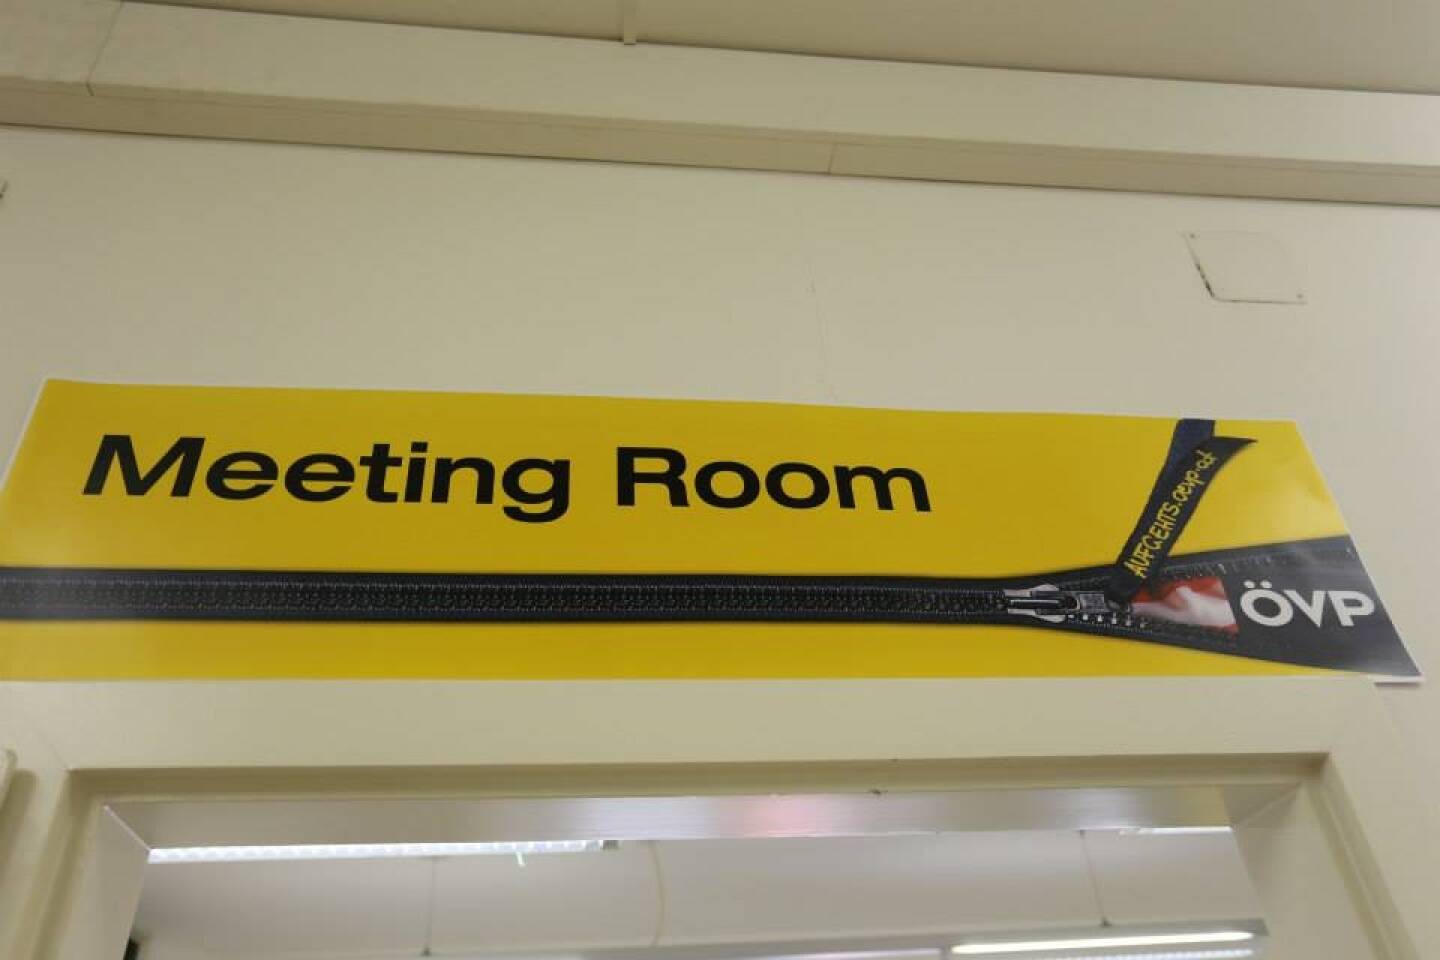 Meeting Room
AUFGEHTS.oevp.at
ÖVP